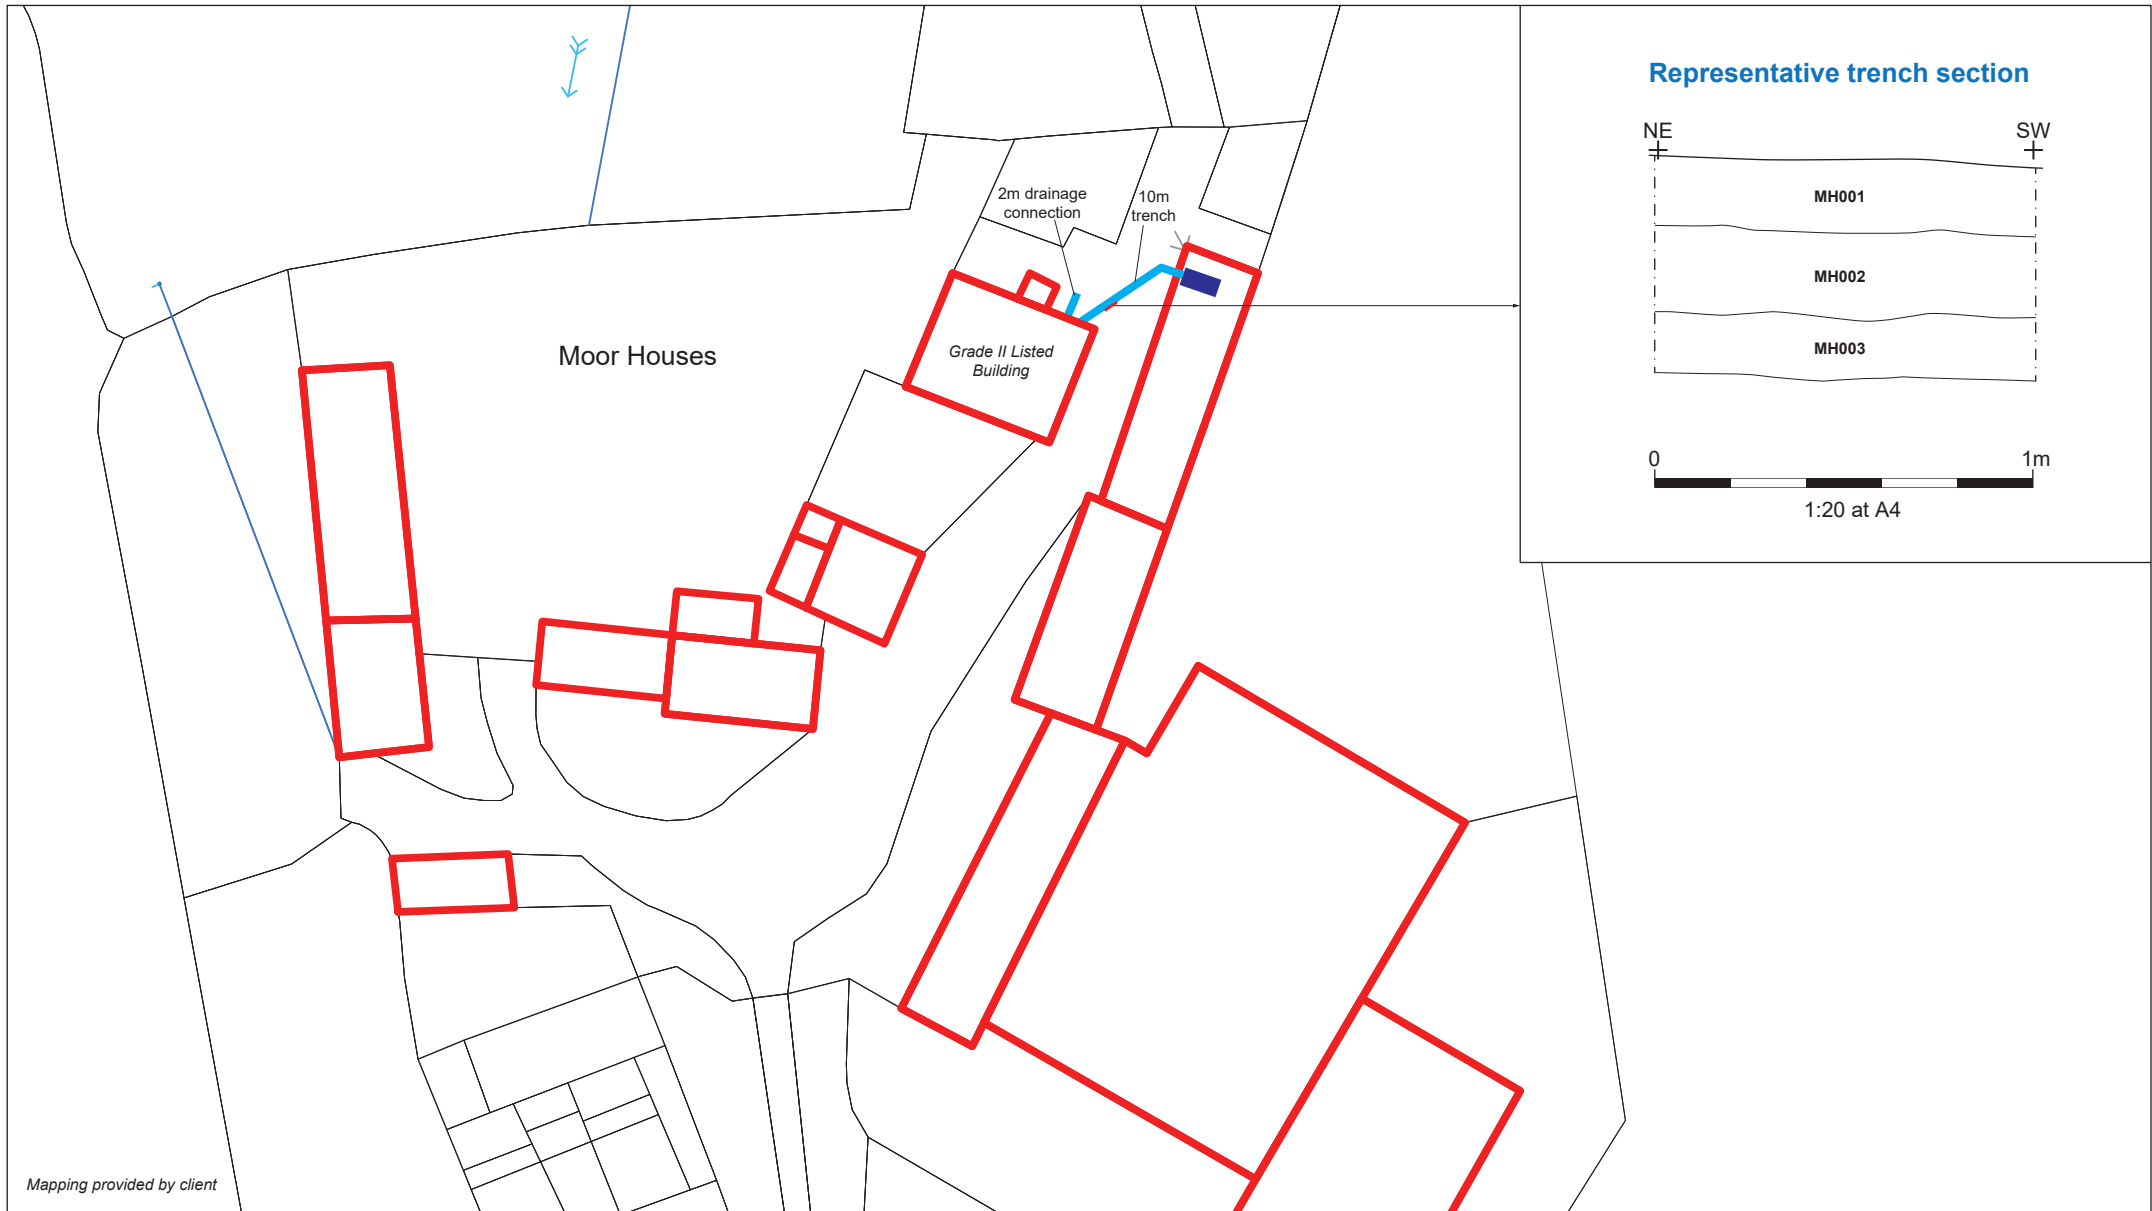 Representative trench section
NE
SW
MH001
MH002
MH003
0
1m
1:20 at A4
2m drainage
connection
10m
trench
Moor Houses
Grade II Listed
Building
Mapping provided by client